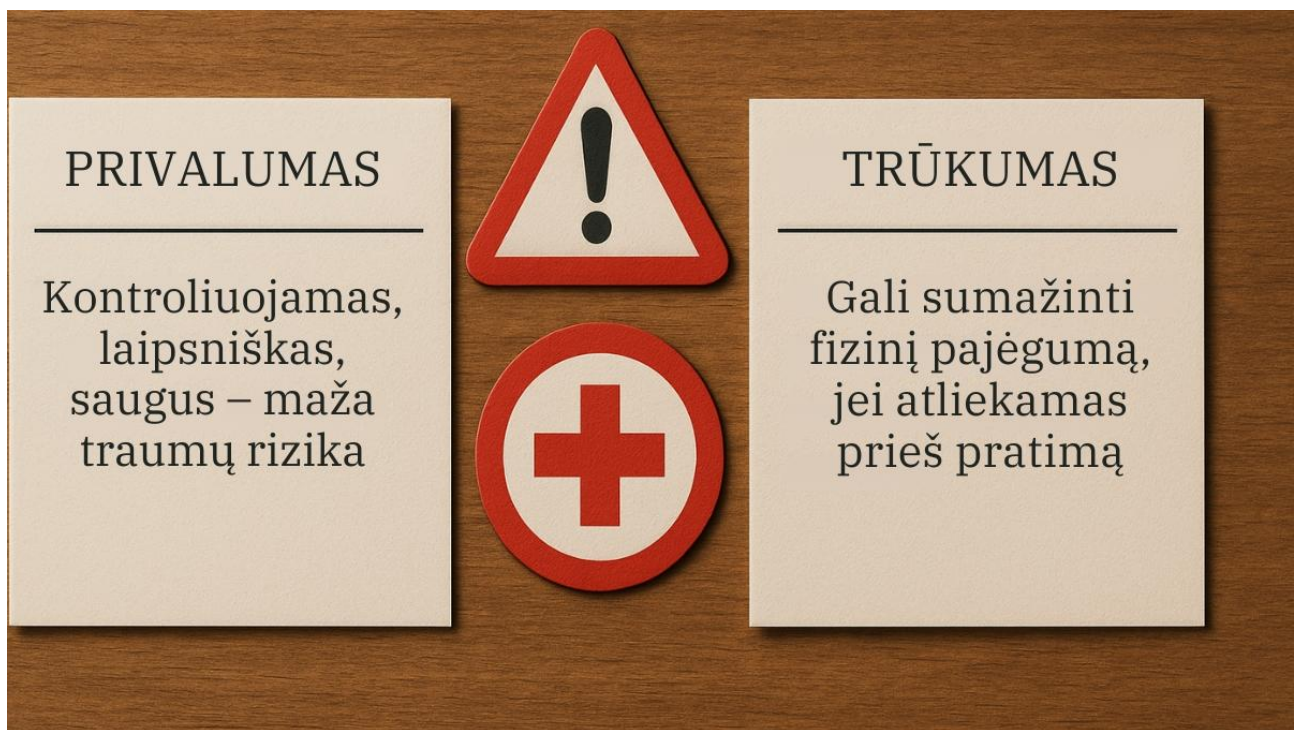 PRIVALUMAS
Kontroliuojamas,
laipsniškas,
saugus – maža
traumų rizika
TRŪKUMAS
Gali sumažinti
fizinį pajėgumą,
jei atliekamas
prieš pratimą